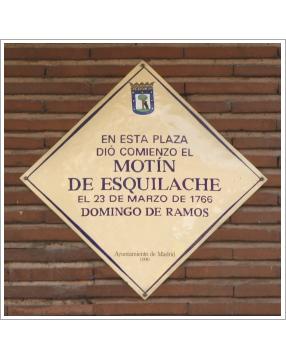 EN ESTA PLAZA
DIÓ COMIENZO EL
MOTÍN
DE ESQUILACHE
EL 23 DE MARZO DE 1766
DOMINGO DE RAMOS
Ayuntamiento de Madrid